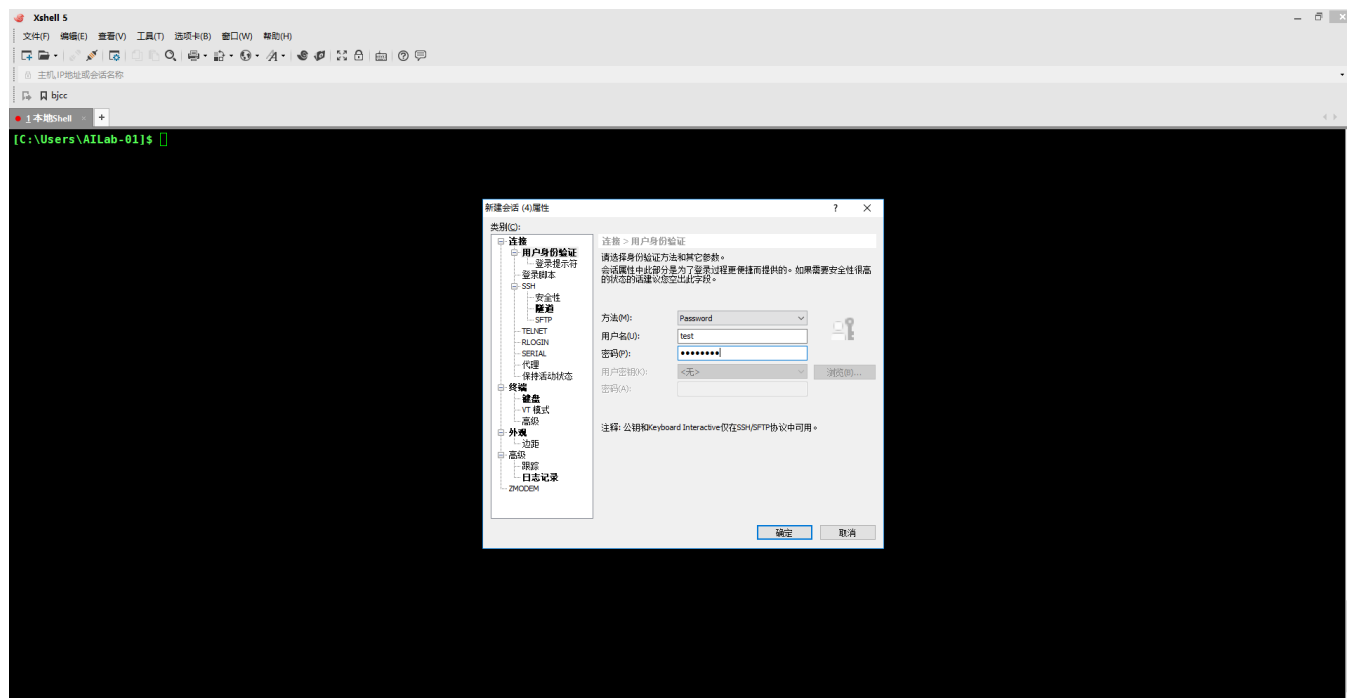 Xshell 5
文件(F) 编辑(E) 查看(V) 工具(T) 选项卡(B) 窗口(W) 帮助(H)
主机,IP地址或会话名称
bjcc
1 本地Shell
[C:\Users\AILab-01]$
新建会话 (4)属性
类别(C):
连接
用户身份验证
登录提示符
登录脚本
SSH
安全性
隧道
SFTP
TELNET
RLOGIN
SERIAL
代理
保持活动状态
终端
键盘
VT 模式
高级
外观
边距
高级
跟踪
日志记录
ZMODEM
连接 > 用户身份验证
请选择身份验证方法和其它参数。
会话属性中此部分是为了登录过程更便捷而提供的。如果需要安全性很高
的状态的话建议您空出此字段。
方法(M): Password
用户名(U): test
密码(P): ••••••••
用户密钥(K): <无> 浏览(B)...
密码(A):
注释: 公钥和Keyboard Interactive仅在SSH/SFTP协议中可用。
确定 取消